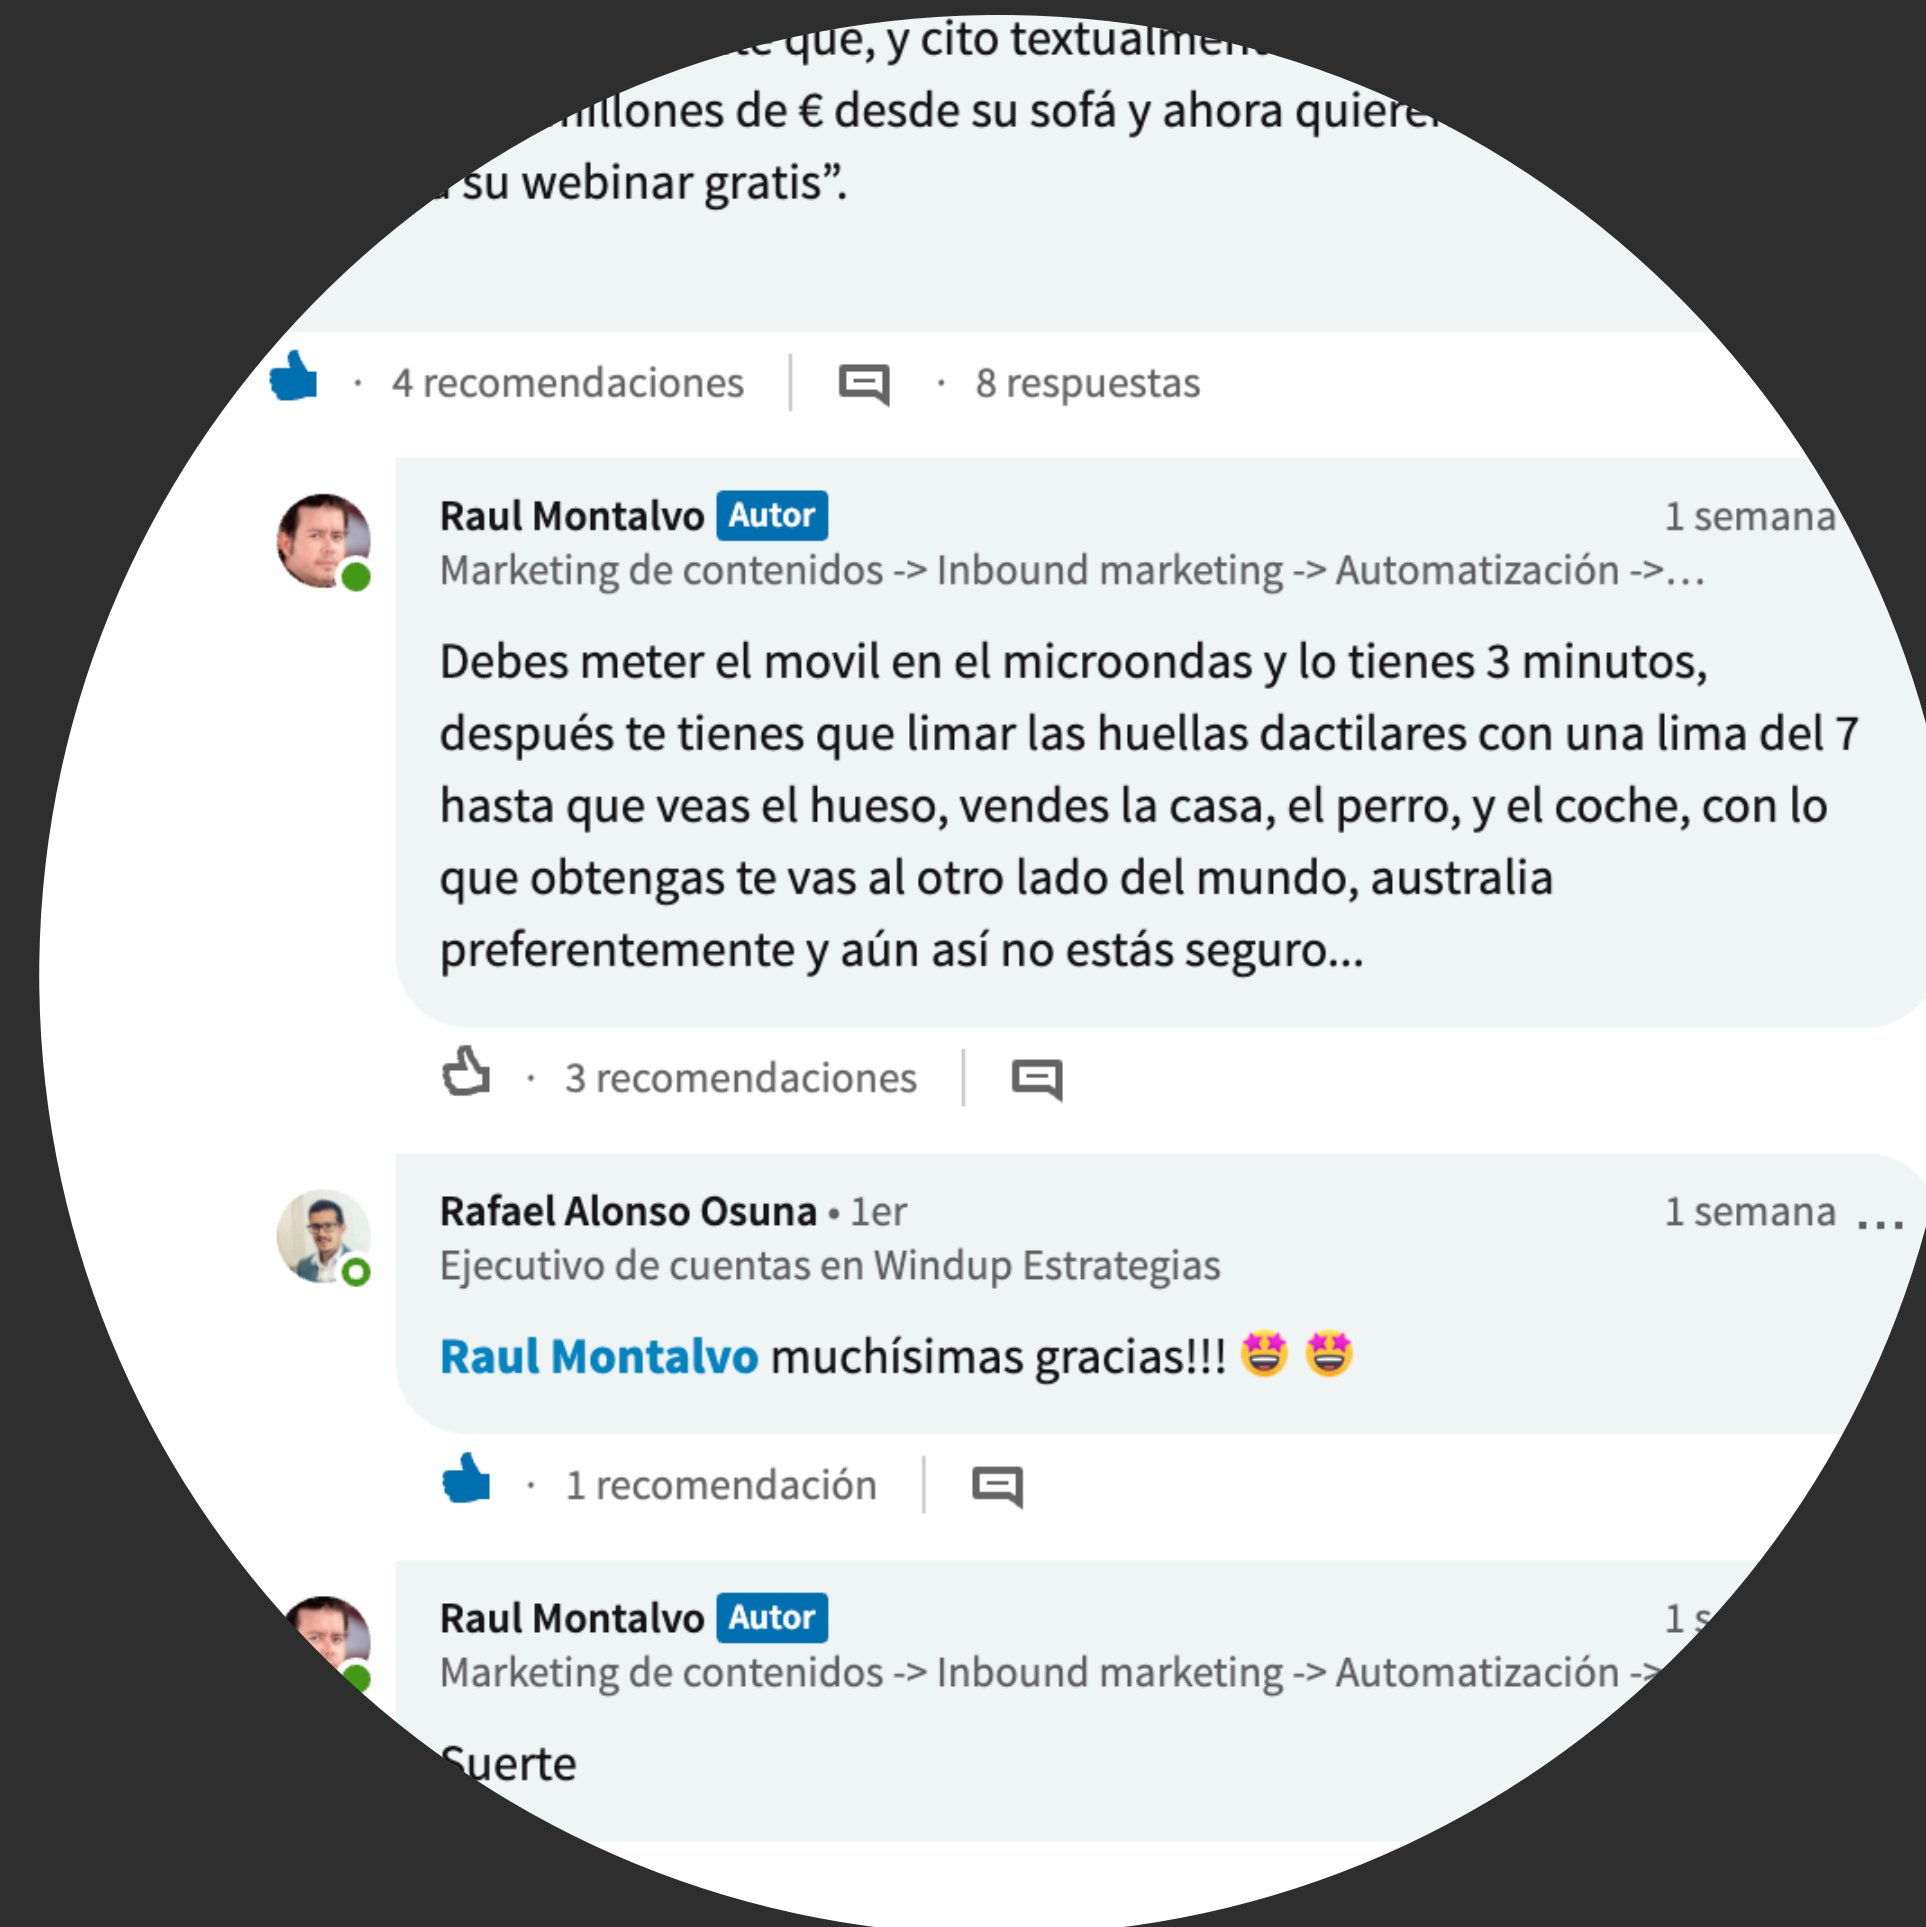 que, y cito textualmen
millones de € desde su sofá y ahora quiere
su webinar gratis”.
· 4 recomendaciones | · 8 respuestas
Raul Montalvo Autor 1 semana
Marketing de contenidos -> Inbound marketing -> Automatización ->…
Debes meter el movil en el microondas y lo tienes 3 minutos,
después te tienes que limar las huellas dactilares con una lima del 7
hasta que veas el hueso, vendes la casa, el perro, y el coche, con lo
que obtengas te vas al otro lado del mundo, australia
preferentemente y aún así no estás seguro...
· 3 recomendaciones |
Rafael Alonso Osuna • 1er 1 semana ...
Ejecutivo de cuentas en Windup Estrategias
Raul Montalvo muchísimas gracias!!! 🤩 🤩
· 1 recomendación |
Raul Montalvo Autor 1 s
Marketing de contenidos -> Inbound marketing -> Automatización ->
Suerte